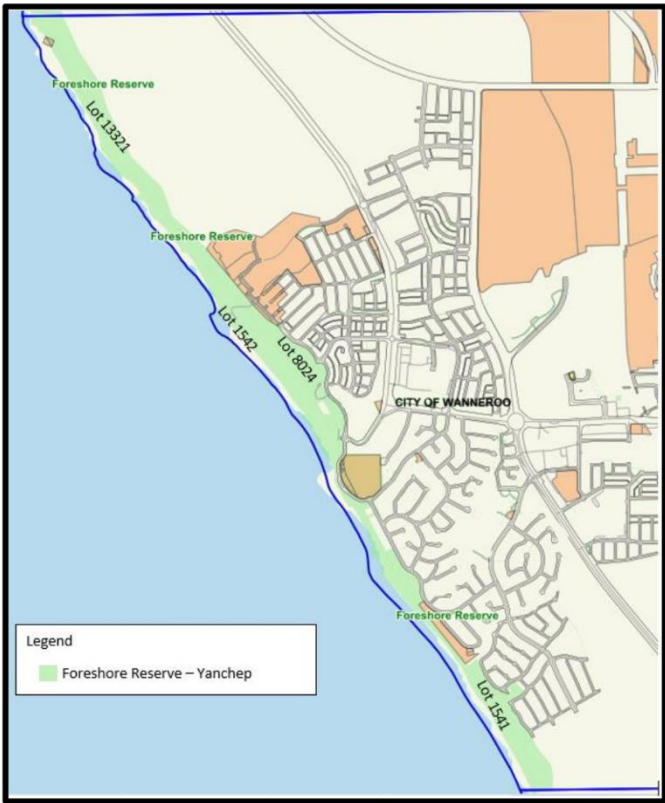 Foreshore Reserve
Lot 13321
Foreshore Reserve
Lot 1542
Lot 8024
CITY OF WANNEROO
Foreshore Reserve
Lot 1541
Legend
Foreshore Reserve – Yanchep